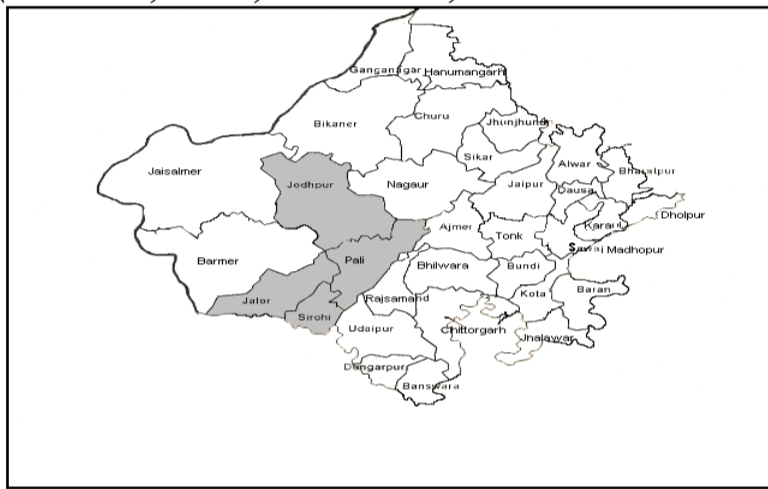 Ganganagar Hanumangarh
Churu
Bikaner
Jhunjhunu
Sikar
Alwar
Jaisalmer
Bharatpur
Jodhpur
Nagaur
Jaipur
Dausa
Dholpur
Ajmer
Karauli
Tonk
Sawai Madhopur
Barmer
Pali
Bhilwara
Bundi
Kota
Baran
Jalor
Rajsamand
Sirohi
Udaipur
Chittorgarh
Jhalawar
Dungarpur
Banswara